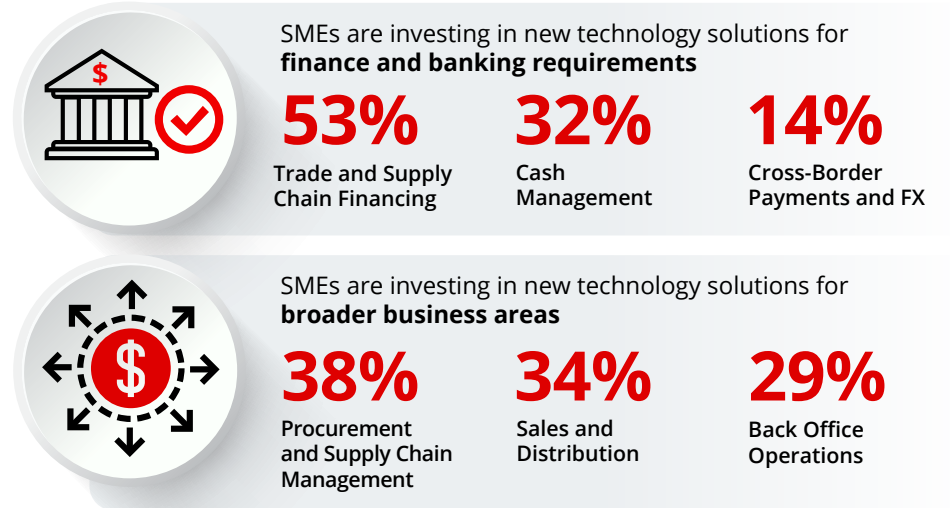 $
SMEs are investing in new technology solutions for
finance and banking requirements
53%
Trade and Supply
Chain Financing
32%
Cash
Management
14%
Cross-Border
Payments and FX
$
SMEs are investing in new technology solutions for
broader business areas
38%
Procurement
and Supply Chain
Management
34%
Sales and
Distribution
29%
Back Office
Operations